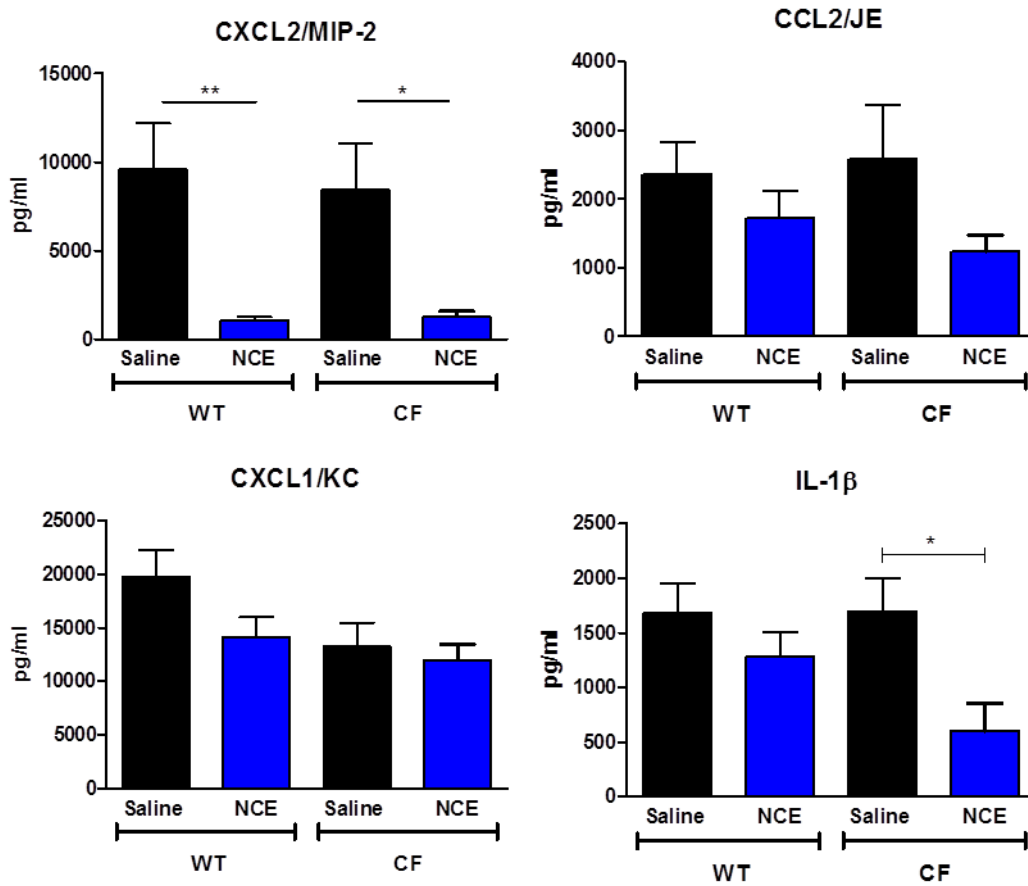 CXCL2/MIP-2
15000
10000
5000
0
pg/ml
**
*
Saline NCE Saline NCE
WT CF
CCL2/JE
4000
3000
2000
1000
0
pg/ml
Saline NCE Saline NCE
WT CF
CXCL1/KC
25000
20000
15000
10000
5000
0
pg/ml
Saline NCE Saline NCE
WT CF
IL-1β
2500
2000
1500
1000
500
0
pg/ml
*
Saline NCE Saline NCE
WT CF